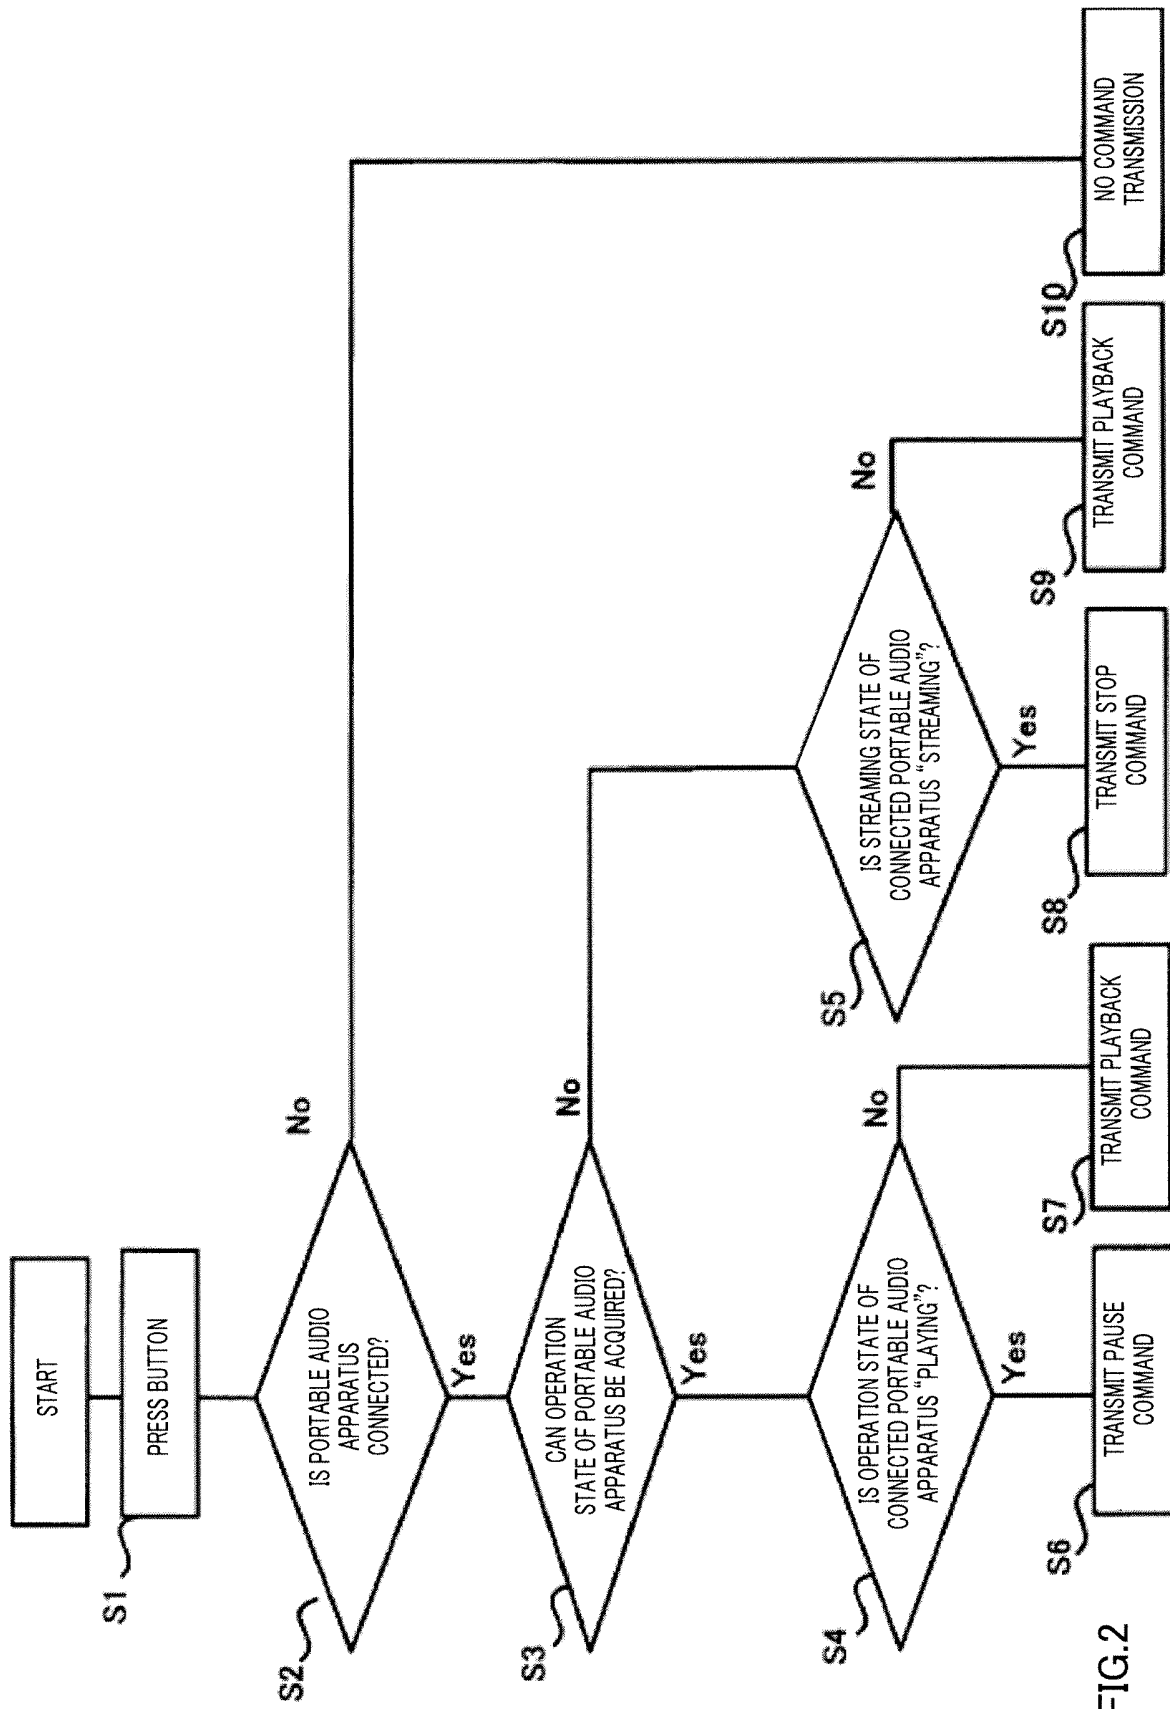 START
S1
PRESS BUTTON
S2
IS PORTABLE AUDIO
APPARATUS
CONNECTED?
No
Yes
S3
CAN OPERATION
STATE OF PORTABLE AUDIO
APPARATUS BE ACQUIRED?
No
Yes
S4
IS OPERATION STATE OF
CONNECTED PORTABLE AUDIO
APPARATUS "PLAYING"?
No
Yes
S5
IS STREAMING STATE OF
CONNECTED PORTABLE AUDIO
APPARATUS "STREAMING"?
No
Yes
S6
TRANSMIT PAUSE
COMMAND
S7
TRANSMIT PLAYBACK
COMMAND
S8
TRANSMIT STOP
COMMAND
S9
TRANSMIT PLAYBACK
COMMAND
S10
NO COMMAND
TRANSMISSION
FIG.2